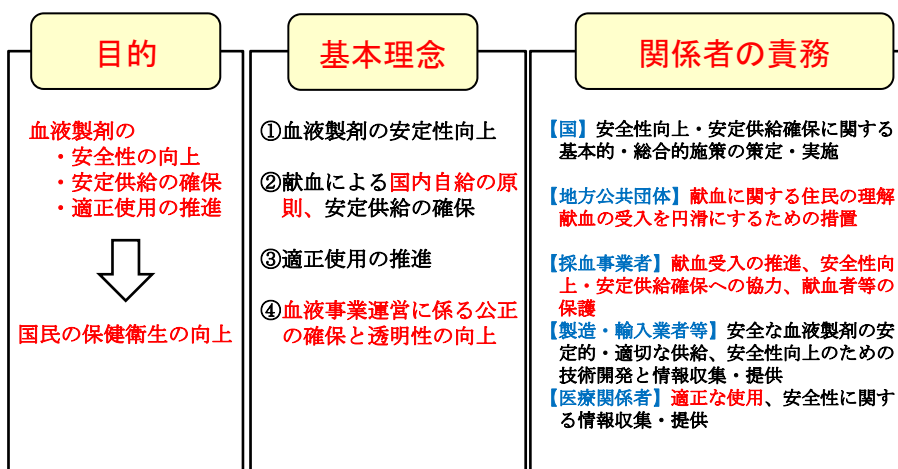 目的
血液製剤の
・安全性の向上
・安定供給の確保
・適正使用の推進
国民の保健衛生の向上
基本理念
①血液製剤の安定性向上
②献血による国内自給の原
則、安定供給の確保
③適正使用の推進
④血液事業運営に係る公正
の確保と透明性の向上
関係者の責務
【国】安全性向上・安定供給確保に関する
基本的・総合的施策の策定・実施
【地方公共団体】献血に関する住民の理解
献血の受入を円滑にするための措置
【採血事業者】献血受入の推進、安全性向
上・安定供給確保への協力、献血者等の
保護
【製造・輸入業者等】安全な血液製剤の安
定的・適切な供給、安全性向上のための
技術開発と情報収集・提供
【医療関係者】適正な使用、安全性に関す
る情報収集・提供